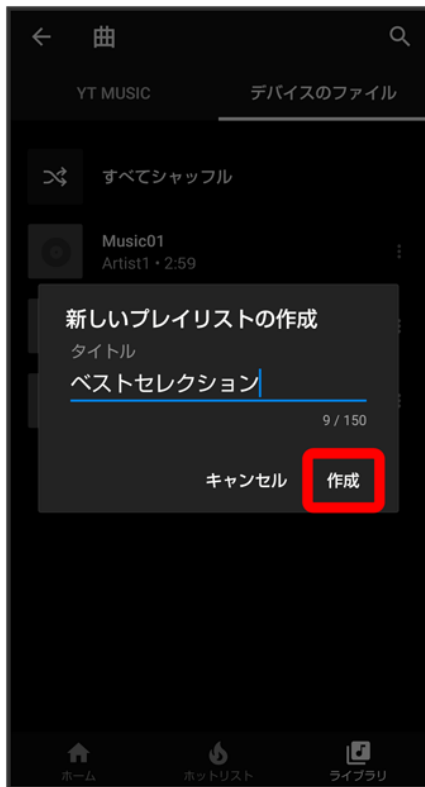 曲
YT MUSIC
デバイスのファイル
すべてシャッフル
Music01
Artist1・2:59
新しいプレイリストの作成
タイトル
ベストセレクション
9 / 150
キャンセル
作成
ホーム
ホットリスト
ライブラリ